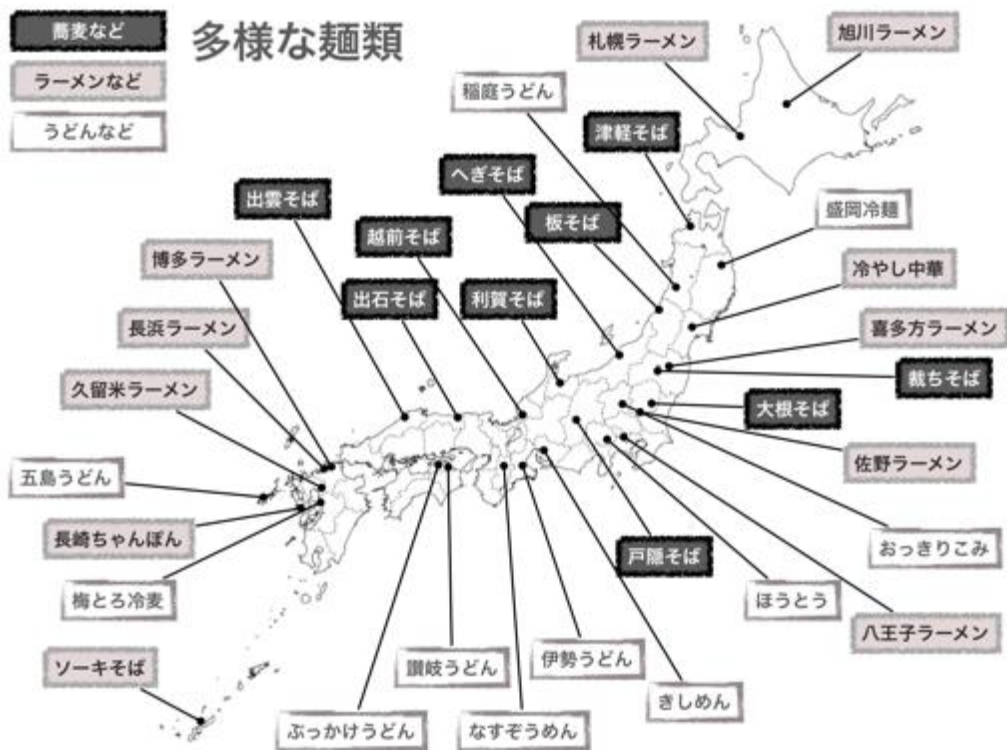 蕎麦など
ラーメンなど
うどんなど
多様な麺類
札幌ラーメン
旭川ラーメン
稲庭うどん
津軽そば
へぎそば
出雲そば
板そば
盛岡冷麺
越前そば
博多ラーメン
冷やし中華
出石そば
利賀そば
長浜ラーメン
喜多方ラーメン
裁ちそば
久留米ラーメン
大根そば
佐野ラーメン
五島うどん
長崎ちゃんぽん
おっきりこみ
戸隠そば
梅とろ冷麦
ほうとう
八王子ラーメン
ソーキそば
讃岐うどん
伊勢うどん
きしめん
ぶっかけうどん
なすぞうめん